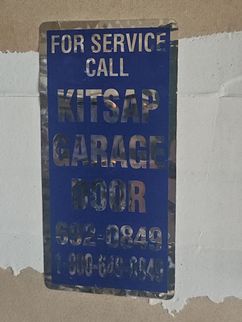 FOR SERVICE
CALL
KITSAP
GARAGE
DOOR
692-0849